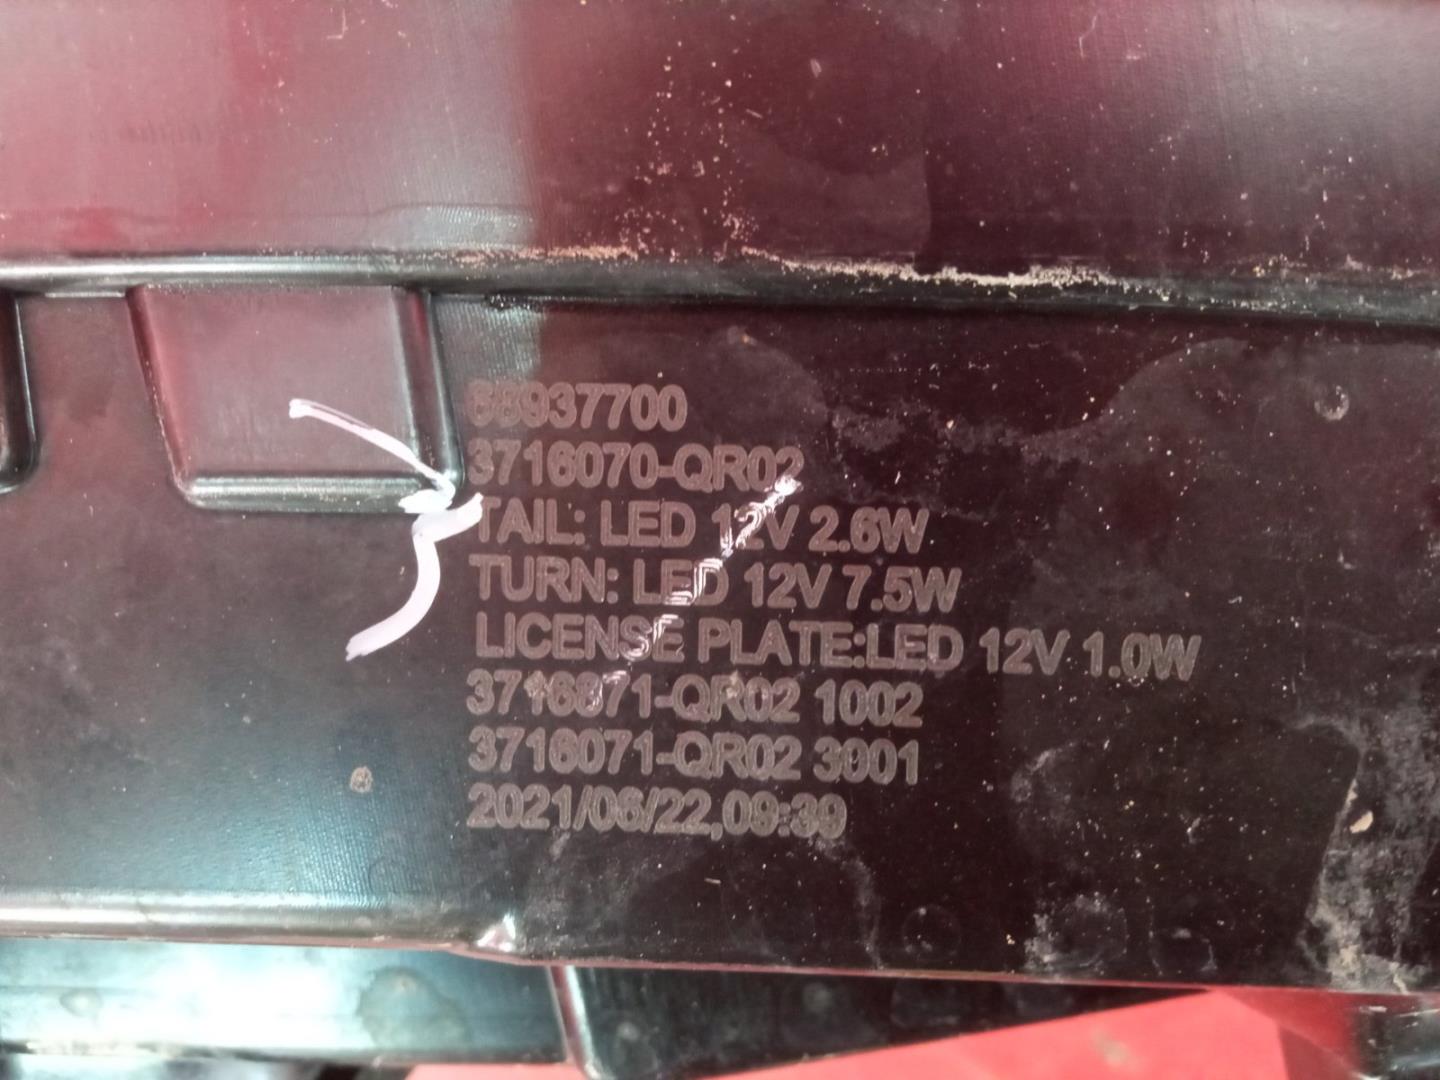 66937700
3716070-QR02
TAIL: LED 12V 2.6W
TURN: LED 12V 7.5W
LICENSE PLATE:LED 12V 1.0W
3716871-QR02 1002
3716071-QR02 3001
2021/06/22,09:39